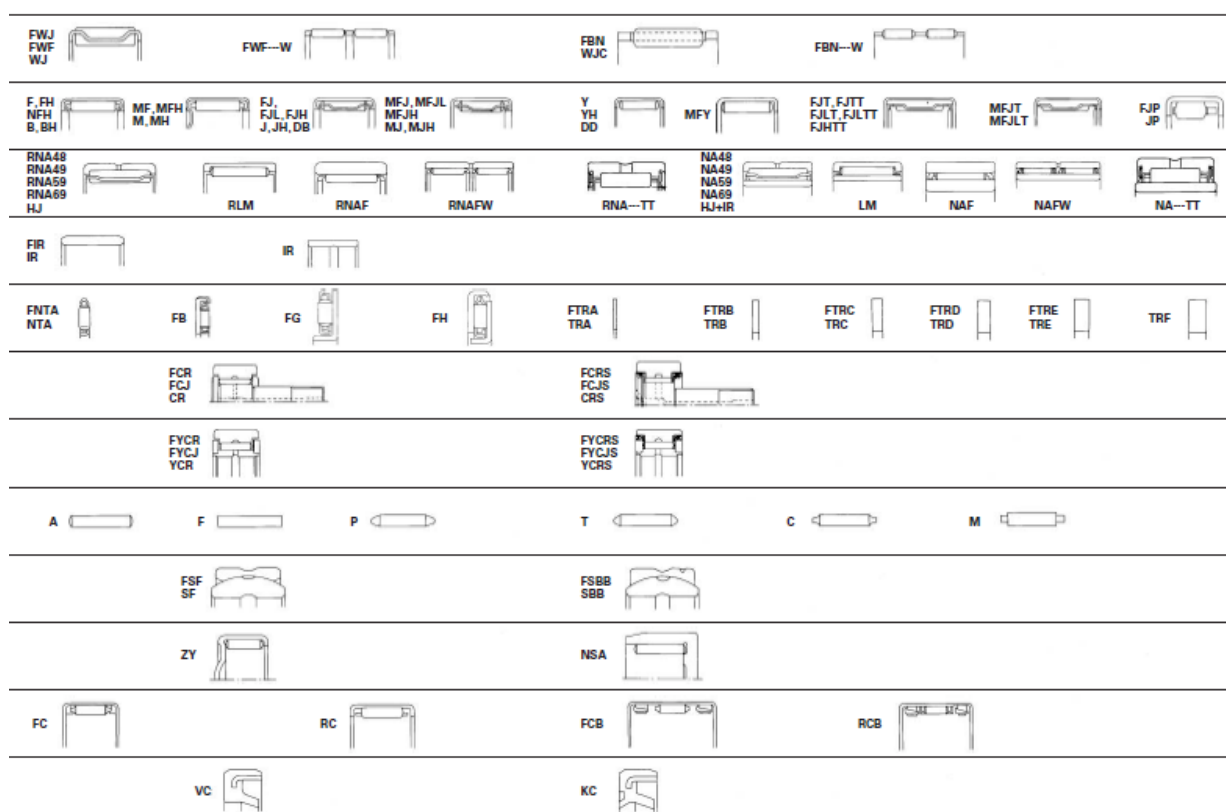 FWJ
FWF
WJ
FWF---W
FBN
WJC
FBN---W
F, FH
NFH
B, BH
MF, MFH
M, MH
FJ,
FJL, FJH
J, JH, DB
MFJ, MFJL
MFJH
MJ, MJH
Y
YH
DD
MFY
FJT, FJTT
FJLT, FJLTT
FJHTT
MFJT
MFJLT
FJP
JP
RNA48
RNA49
RNA59
RNA69
HJ
RLM
RNAF
RNAFW
RNA---TT
NA48
NA49
NA59
NA69
HJ+IR
LM
NAF
NAFW
NA---TT
FIR
IR
IR
FNTA
NTA
FB
FG
FH
FTRA
TRA
FTRB
TRB
FTRC
TRC
FTRD
TRD
FTRE
TRE
TRF
FCR
FCJ
CR
FCRS
FCJS
CRS
FYCR
FYCJ
YCR
FYCRS
FYCJS
YCRS
A
F
P
T
C
M
FSF
SF
FSBB
SBB
ZY
NSA
FC
RC
FCB
RCB
VC
KC